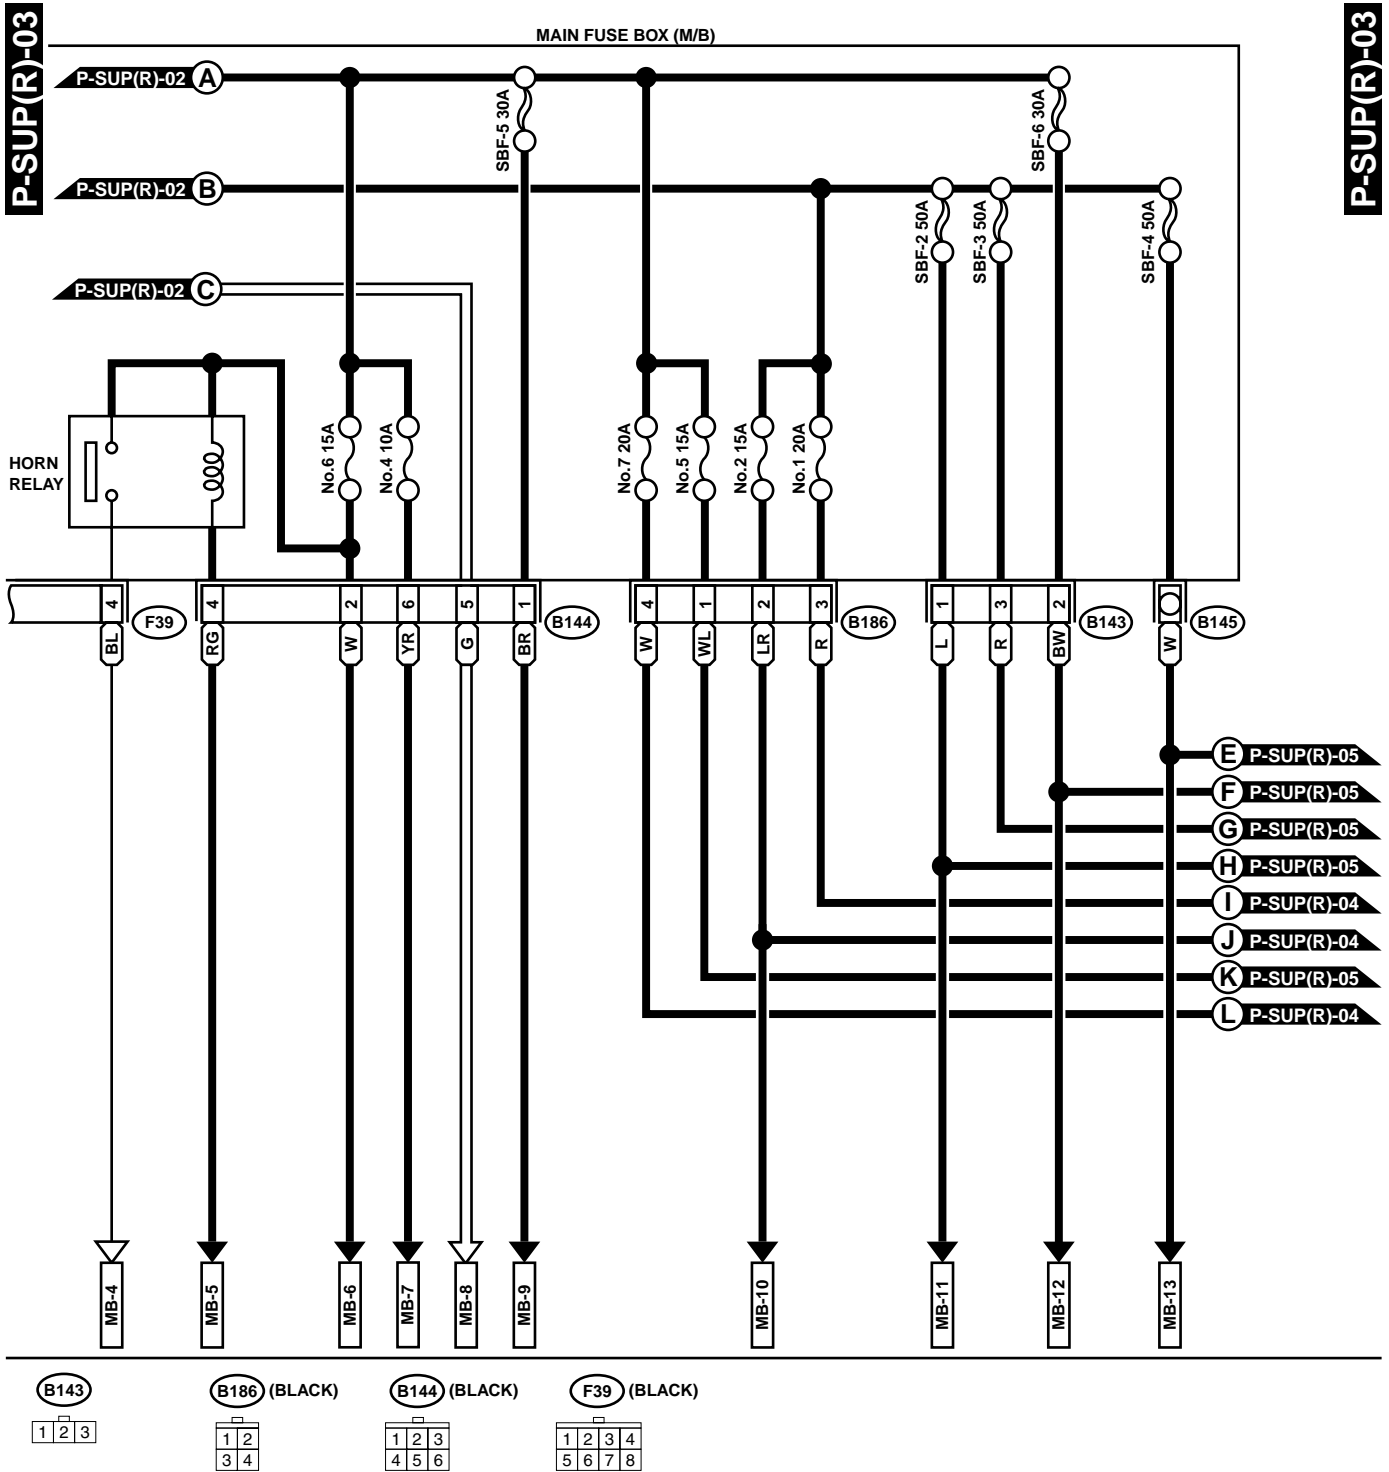 P-SUP(R)-03
P-SUP(R)-03
MAIN FUSE BOX (M/B)
P-SUP(R)-02 A
SBF-5 30A
SBF-6 30A
P-SUP(R)-02 B
SBF-2 50A
SBF-3 50A
SBF-4 50A
P-SUP(R)-02 C
HORN
RELAY
No.6 15A
No.4 10A
No.7 20A
No.5 15A
No.2 15A
No.1 20A
4 F39 4 2 6 5 1 B144 4 1 2 3 B186 1 3 2 B143 B145
BL RG W YR G BR W WL LR R L R BW W
E P-SUP(R)-05
F P-SUP(R)-05
G P-SUP(R)-05
H P-SUP(R)-05
I P-SUP(R)-04
J P-SUP(R)-04
K P-SUP(R)-05
L P-SUP(R)-04
MB-4 MB-5 MB-6 MB-7 MB-8 MB-9 MB-10 MB-11 MB-12 MB-13
B143 B186 (BLACK) B144 (BLACK) F39 (BLACK)
1 2 3
1 2
3 4
1 2 3
4 5 6
1 2 3 4
5 6 7 8